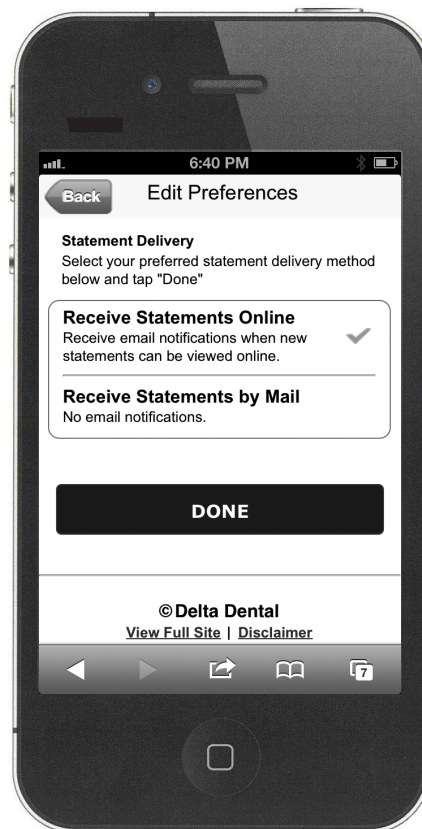 6:40 PM
Back
Edit Preferences
Statement Delivery
Select your preferred statement delivery method
below and tap "Done"
Receive Statements Online
Receive email notifications when new
statements can be viewed online.
Receive Statements by Mail
No email notifications.
DONE
© Delta Dental
View Full Site | Disclaimer
7